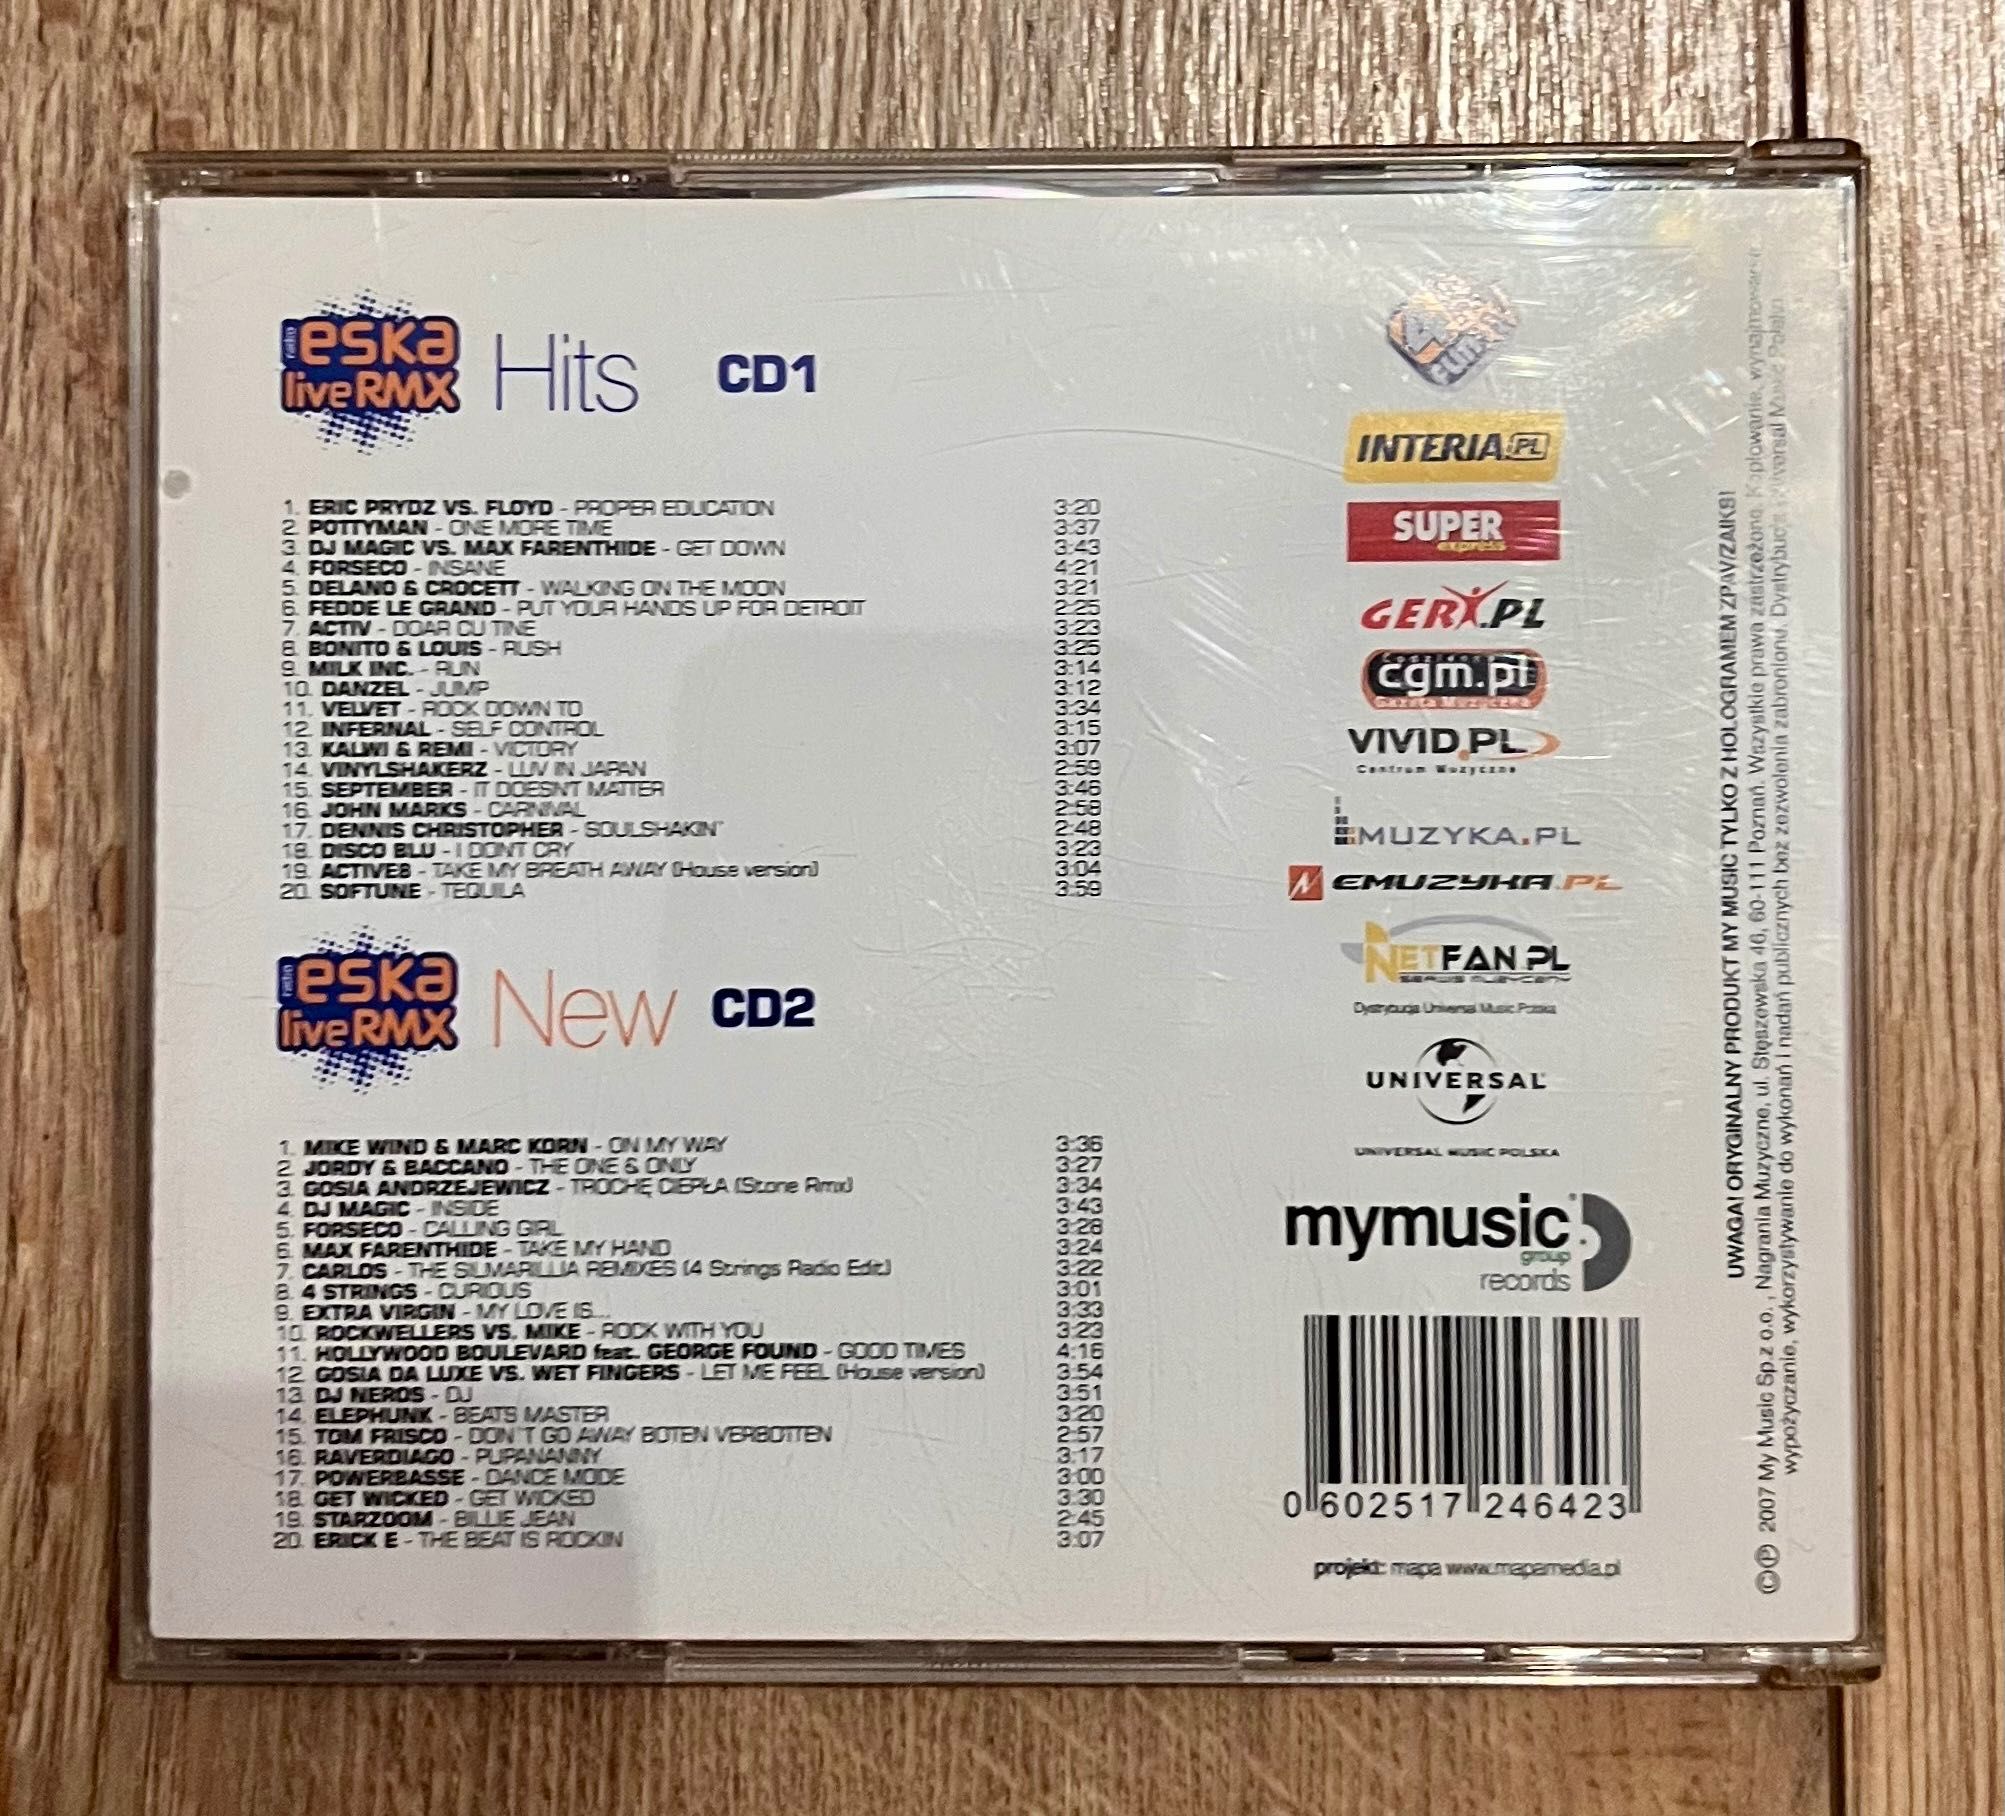 radio eska Hits CD1
live RMX
1. ERIC PRYDZ VS. FLOYD - PROPER EDUCATION 3:20
2. POTTYMAN - ONE MORE TIME 3:37
3. DJ MAGIC VS. MAX FARENTHIDE - GET DOWN 3:43
4. FORSECO - INSANE 4:21
5. DELANO & CROCETT - WALKING ON THE MOON 3:21
6. FEDDE LE GRAND - PUT YOUR HANDS UP FOR DETROIT 2:25
7. ACTIV - DOAR CU TINE 3:23
8. BONITO & LOUIS - RUSH 3:25
9. MILK INC. - RUN 3:14
10. DANZEL - JUMP 3:12
11. VELVET - ROCK DOWN TO 3:34
12. INFERNAL - SELF CONTROL 3:15
13. KALWI & REMI - VICTORY 3:07
14. VINYLSHAKERZ - LUV IN JAPAN 2:59
15. SEPTEMBER - IT DOESN'T MATTER 3:46
16. JOHN MARKS - CARNIVAL 2:58
17. DENNIS CHRISTOPHER - SOULSHAKIN' 2:48
18. DISCO BLU - I DON'T CRY 3:23
19. ACTIVE8 - TAKE MY BREATH AWAY (House version) 3:04
20. SOFTUNE - TEQUILA 3:59
radio eska New CD2
live RMX
1. MIKE WIND & MARC KORN - ON MY WAY 3:36
2. JORDY & BACCANO - THE ONE & ONLY 3:27
3. GOSIA ANDRZEJEWICZ - TROCHĘ CIEPŁA (Stone Rmx) 3:34
4. DJ MAGIC - INSIDE 3:43
5. FORSECO - CALLING GIRL 3:28
6. MAX FARENTHIDE - TAKE MY HAND 3:24
7. CARLOS - THE SILMARILLIA REMIXES (4 Strings Radio Edit) 3:22
8. 4 STRINGS - CURIOUS 3:01
9. EXTRA VIRGIN - MY LOVE IS... 3:33
10. ROCKWELLERS VS. MIKE - ROCK WITH YOU 3:23
11. HOLLYWOOD BOULEVARD feat. GEORGE FOUND - GOOD TIMES 4:16
12. GOSIA DA LUXE VS. WET FINGERS - LET ME FEEL (House version) 3:54
13. DJ NEROS - DJ 3:51
14. ELEPHUNK - BEATS MASTER 3:20
15. TOM FRISCO - DON'T GO AWAY BOTEN VERBOTTEN 2:57
16. RAVERDIAGO - PUPANANNY 3:17
17. POWERBASSE - DANCE MODE 3:00
18. GET WICKED - GET WICKED 3:30
19. STARZOOM - BILLIE JEAN 2:45
20. ERICK E - THE BEAT IS ROCKIN 3:07
INTERIA.PL
SUPER
express
GERY.PL
Codzienna
cgm.pl
Gazeta Muzyczna
VIVID.PL
Centrum Muzyczne
MUZYKA.PL
EMUZYKA.PL
NETFAN.PL
SERWIS MUZYCZNY
Dystrybucja Universal Music Polska
UNIVERSAL
UNIVERSAL MUSIC POLSKA
mymusic
group
records
0 602517 246423
projekt: mapa www.mapamedia.pl
UWAGA! ORYGINALNY PRODUKT MY MUSIC TYLKO Z HOLOGRAMEM ZPAV/ZAIKS!
©℗ 2007 My Music Sp.z o.o., Nagrania Muzyczne, ul. Stęszewska 46, 60-111 Poznań. Wszystkie prawa zastrzeżone. Kopiowanie, wynajmowanie,
wypożyczanie, wykorzystywanie do wykonań i nadań publicznych bez zezwolenia zabronione. Dystrybucja: Universal Music Polska